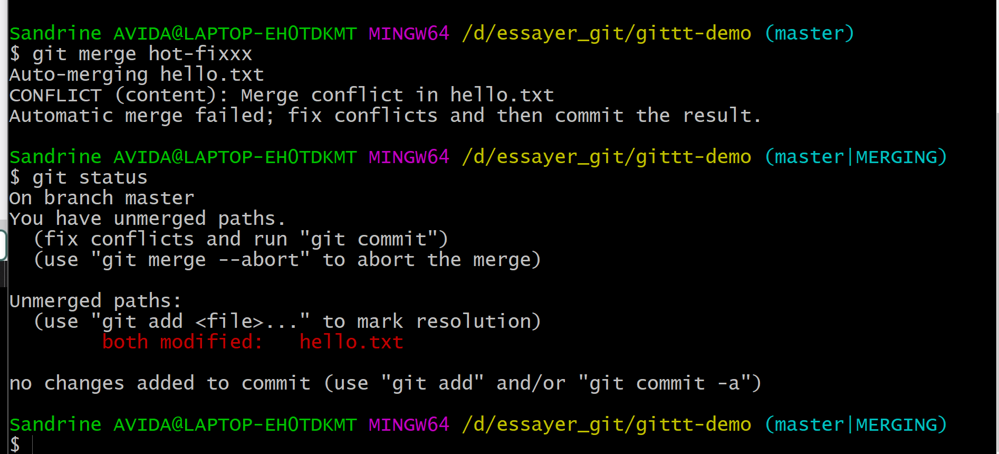 Sandrine AVIDA@LAPTOP-EH0TDKMT MINGW64 /d/essayer_git/gittt-demo (master)
$ git merge hot-fixxx
Auto-merging hello.txt
CONFLICT (content): Merge conflict in hello.txt
Automatic merge failed; fix conflicts and then commit the result.

Sandrine AVIDA@LAPTOP-EH0TDKMT MINGW64 /d/essayer_git/gittt-demo (master|MERGING)
$ git status
On branch master
You have unmerged paths.
  (fix conflicts and run "git commit")
  (use "git merge --abort" to abort the merge)

Unmerged paths:
  (use "git add <file>..." to mark resolution)
        both modified:   hello.txt

no changes added to commit (use "git add" and/or "git commit -a")

Sandrine AVIDA@LAPTOP-EH0TDKMT MINGW64 /d/essayer_git/gittt-demo (master|MERGING)
$